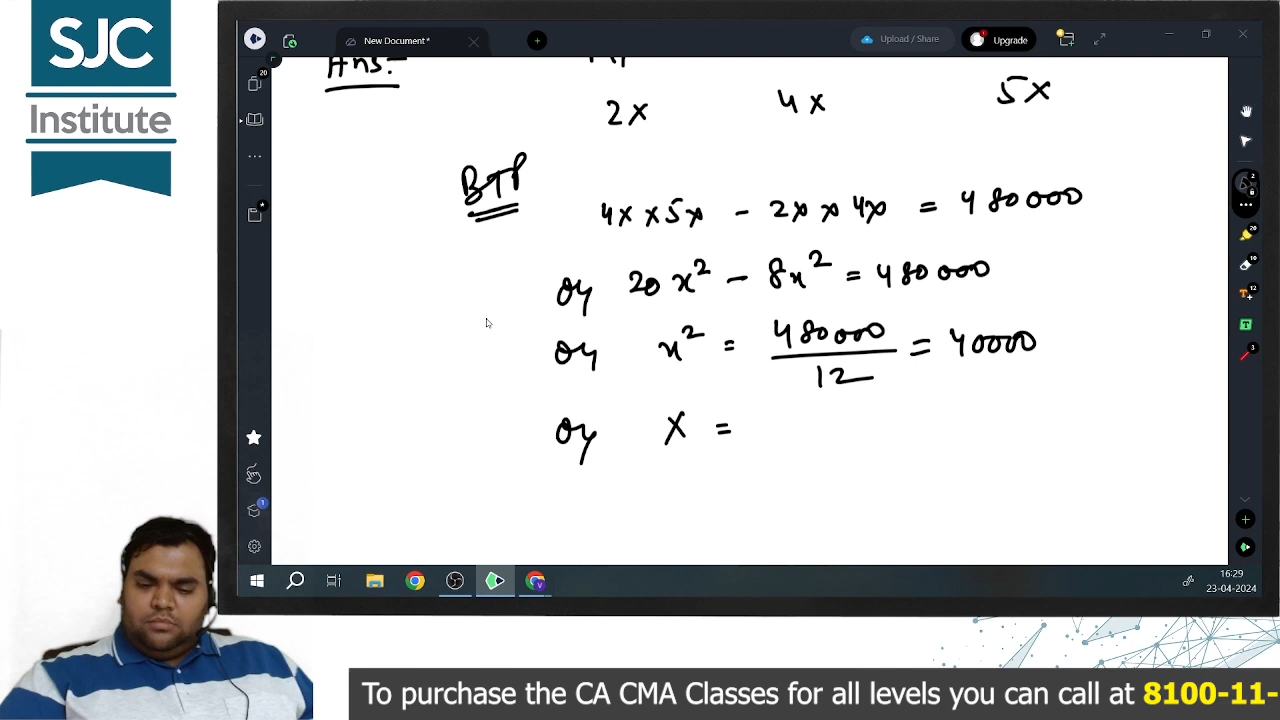 SJC
Institute
New Document*
Upload / Share
Upgrade
Ans:-
2x 4x 5x
BTP
4x x 5x - 2x x 4x = 480000
or 20x² - 8x² = 480000
or x² = 480000/12 = 40000
or x =
16:29
23-04-2024
To purchase the CA CMA Classes for all levels you can call at 8100-11-